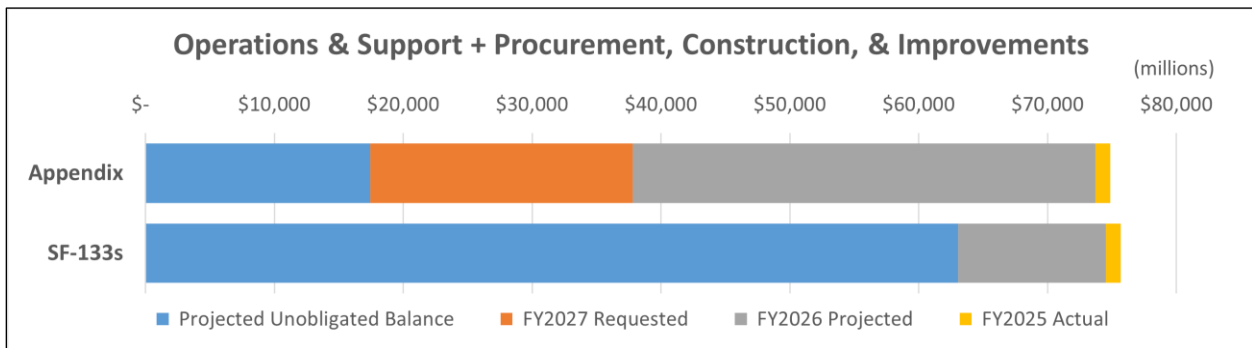 Operations & Support + Procurement, Construction, & Improvements
(millions)
$- $10,000 $20,000 $30,000 $40,000 $50,000 $60,000 $70,000 $80,000
Appendix
SF-133s
Projected Unobligated Balance FY2027 Requested FY2026 Projected FY2025 Actual